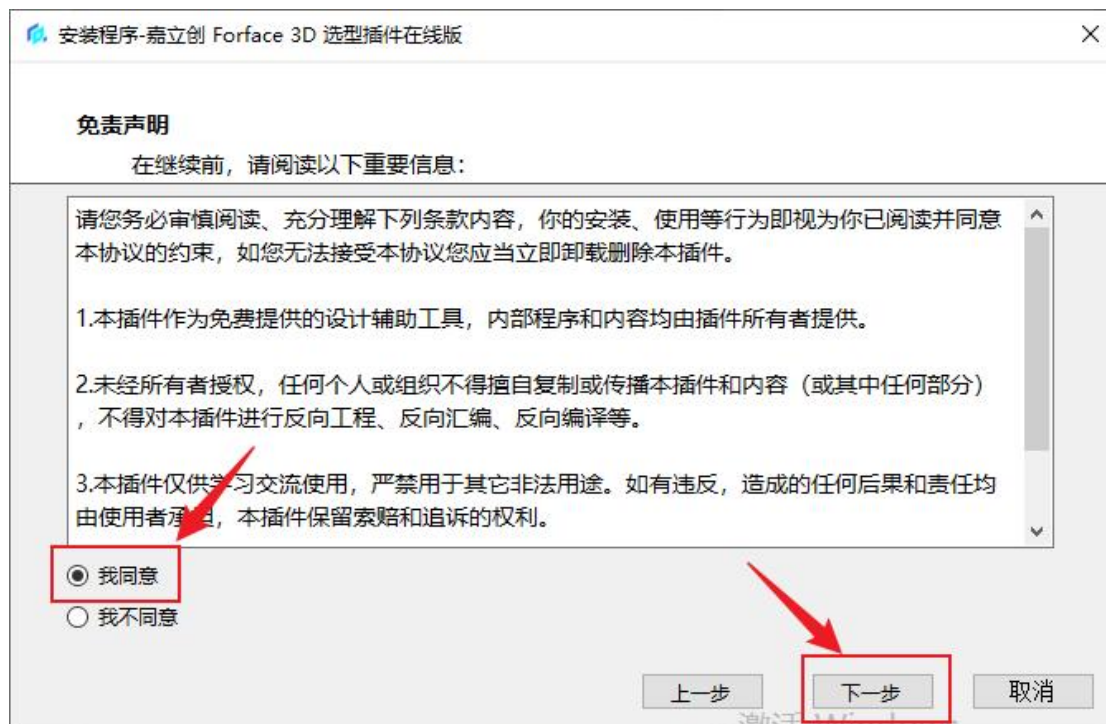 安装程序-嘉立创 Forface 3D 选型插件在线版
免责声明
在继续前，请阅读以下重要信息：
请您务必审慎阅读、充分理解下列条款内容，你的安装、使用等行为即视为你已阅读并同意
本协议的约束，如您无法接受本协议您应当立即卸载删除本插件。
1.本插件作为免费提供的设计辅助工具，内部程序和内容均由插件所有者提供。
2.未经所有者授权，任何个人或组织不得擅自复制或传播本插件和内容（或其中任何部分）
，不得对本插件进行反向工程、反向汇编、反向编译等。
3.本插件仅供学习交流使用，严禁用于其它非法用途。如有违反，造成的任何后果和责任均
由使用者承担，本插件保留索赔和追诉的权利。
我同意
我不同意
上一步 下一步 取消